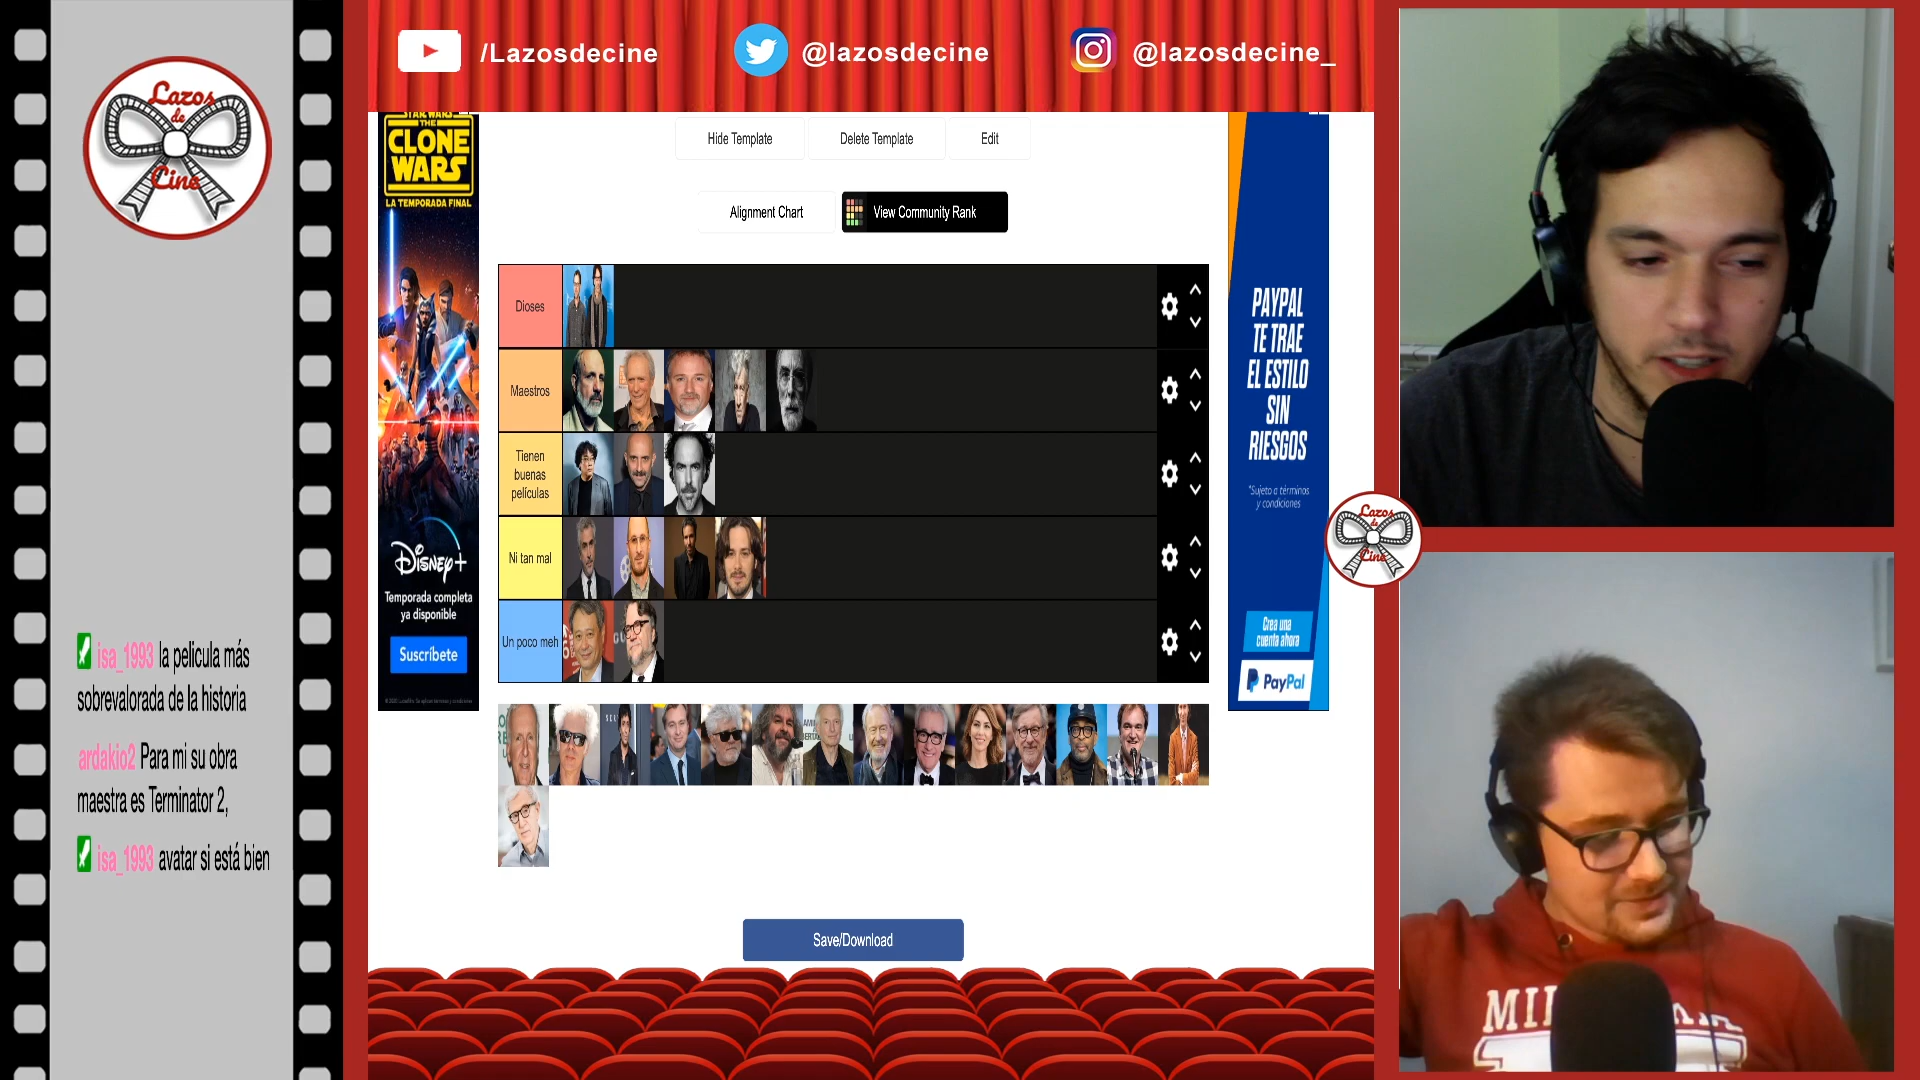 Lazos
de
Cine
/Lazosdecine
@lazosdecine
@lazosdecine_
STAR WARS
THE
CLONE
WARS
LA TEMPORADA FINAL
Disney+
Temporada completa
ya disponible
Suscríbete
Hide Template
Delete Template
Edit
Alignment Chart
View Community Rank
Dioses
Maestros
Tienen
buenas
películas
Ni tan mal
Un poco meh
Save/Download
PAYPAL
TE TRAE
EL ESTILO
SIN
RIESGOS
*Sujeto a términos
y condiciones
Crea una
cuenta ahora
PayPal
Lazos
de
Cine
isa_1993 la película más
sobrevalorada de la historia
ardakio2 Para mi su obra
maestra es Terminator 2,
isa_1993 avatar si está bien